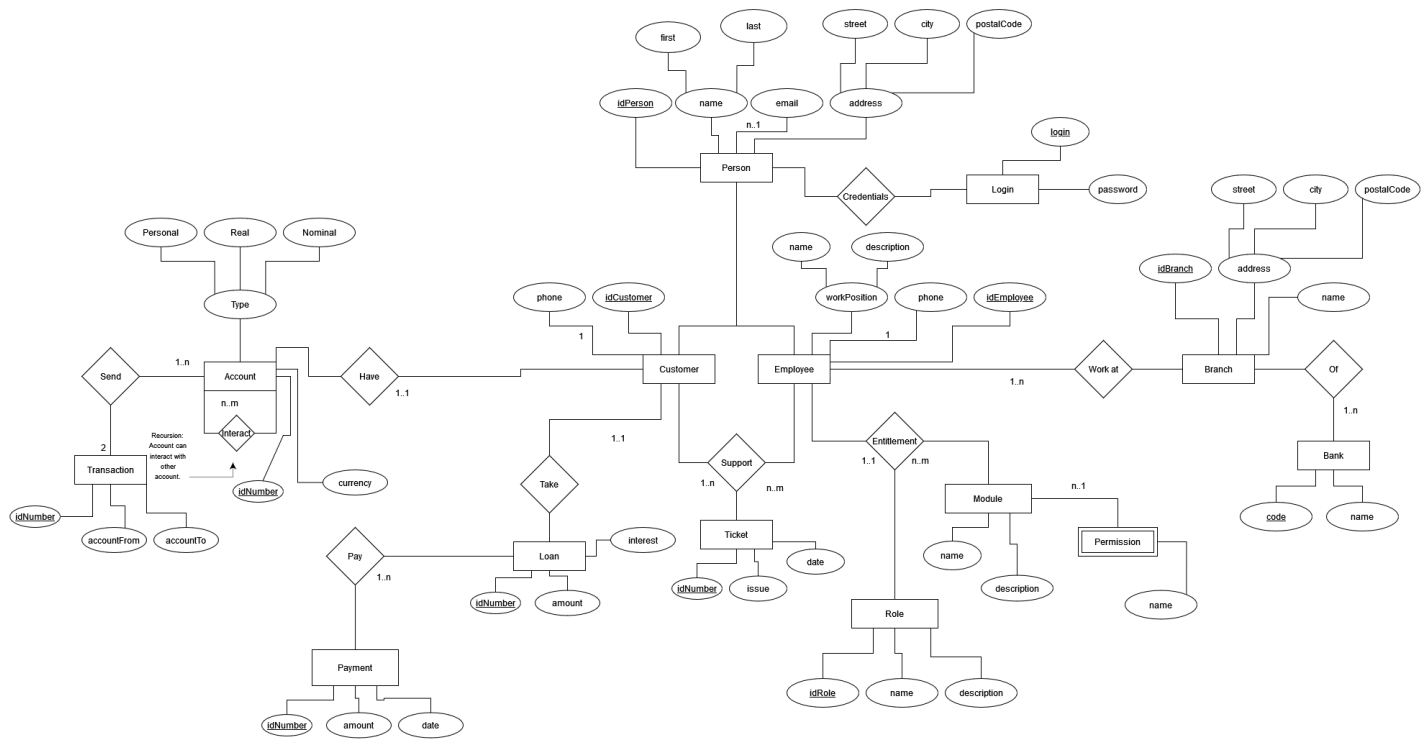 last
street
city
postalCode
first
idPerson
name
email
address
n..1
login
Person
Login
password
Credentials
street
city
postalCode
Personal
Real
Nominal
name
description
idBranch
address
Type
phone
idCustomer
workPosition
phone
idEmployee
name
1
1
1..n
Send
Account
Have
Customer
Employee
Work at
Branch
Of
1..n
1..1
n..m
1..n
Interact
Recursion:
Account can
interact with
other
account.
1..1
Entitlement
2
1..1
n..m
Transaction
Support
Bank
1..n
n..m
Take
currency
idNumber
Module
n..1
idNumber
code
name
accountFrom
accountTo
Ticket
Permission
interest
Pay
Loan
name
date
1..n
idNumber
issue
description
idNumber
amount
name
Role
Payment
idRole
name
description
idNumber
amount
date